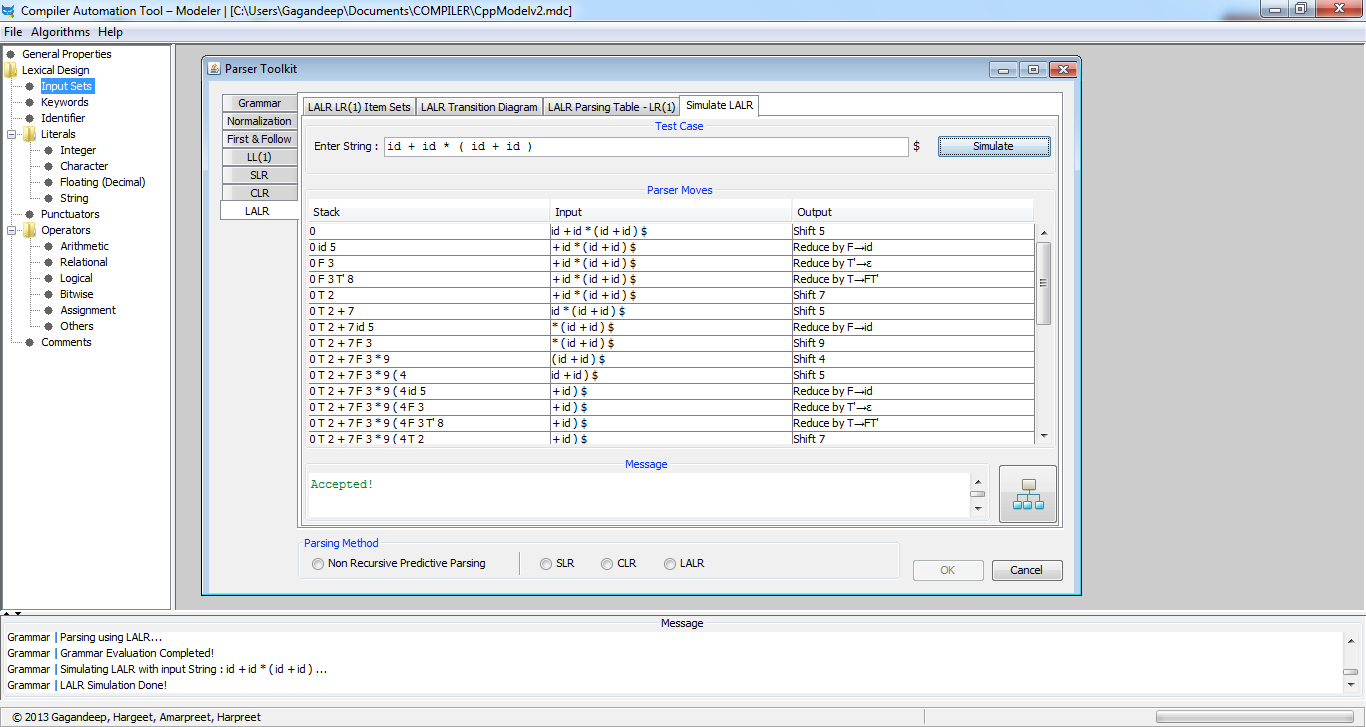 Compiler Automation Tool – Modeler | [C:\Users\Gagandeep\Documents\COMPILER\CppModelv2.mdc]
File Algorithms Help
General Properties
Lexical Design
Input Sets
Keywords
Identifier
Literals
Integer
Character
Floating (Decimal)
String
Punctuators
Operators
Arithmetic
Relational
Logical
Bitwise
Assignment
Others
Comments
Parser Toolkit
Grammar
Normalization
First & Follow
LL(1)
SLR
CLR
LALR
LALR LR(1) Item Sets LALR Transition Diagram LALR Parsing Table - LR(1) Simulate LALR
Test Case
Enter String : id + id * ( id + id ) $ Simulate
Parser Moves
Stack Input Output
0 id + id * ( id + id ) $ Shift 5
0 id 5 + id * ( id + id ) $ Reduce by F→id
0 F 3 + id * ( id + id ) $ Reduce by T'→ε
0 F 3 T' 8 + id * ( id + id ) $ Reduce by T→FT'
0 T 2 + id * ( id + id ) $ Shift 7
0 T 2 + 7 id * ( id + id ) $ Shift 5
0 T 2 + 7 id 5 * ( id + id ) $ Reduce by F→id
0 T 2 + 7 F 3 * ( id + id ) $ Shift 9
0 T 2 + 7 F 3 * 9 ( id + id ) $ Shift 4
0 T 2 + 7 F 3 * 9 ( 4 id + id ) $ Shift 5
0 T 2 + 7 F 3 * 9 ( 4 id 5 + id ) $ Reduce by F→id
0 T 2 + 7 F 3 * 9 ( 4 F 3 + id ) $ Reduce by T'→ε
0 T 2 + 7 F 3 * 9 ( 4 F 3 T' 8 + id ) $ Reduce by T→FT'
0 T 2 + 7 F 3 * 9 ( 4 T 2 + id ) $ Shift 7
Message
Accepted!
Parsing Method
Non Recursive Predictive Parsing SLR CLR LALR
OK Cancel
Message
Grammar | Parsing using LALR...
Grammar | Grammar Evaluation Completed!
Grammar | Simulating LALR with input String : id + id * ( id + id ) ...
Grammar | LALR Simulation Done!
© 2013 Gagandeep, Hargeet, Amarpreet, Harpreet